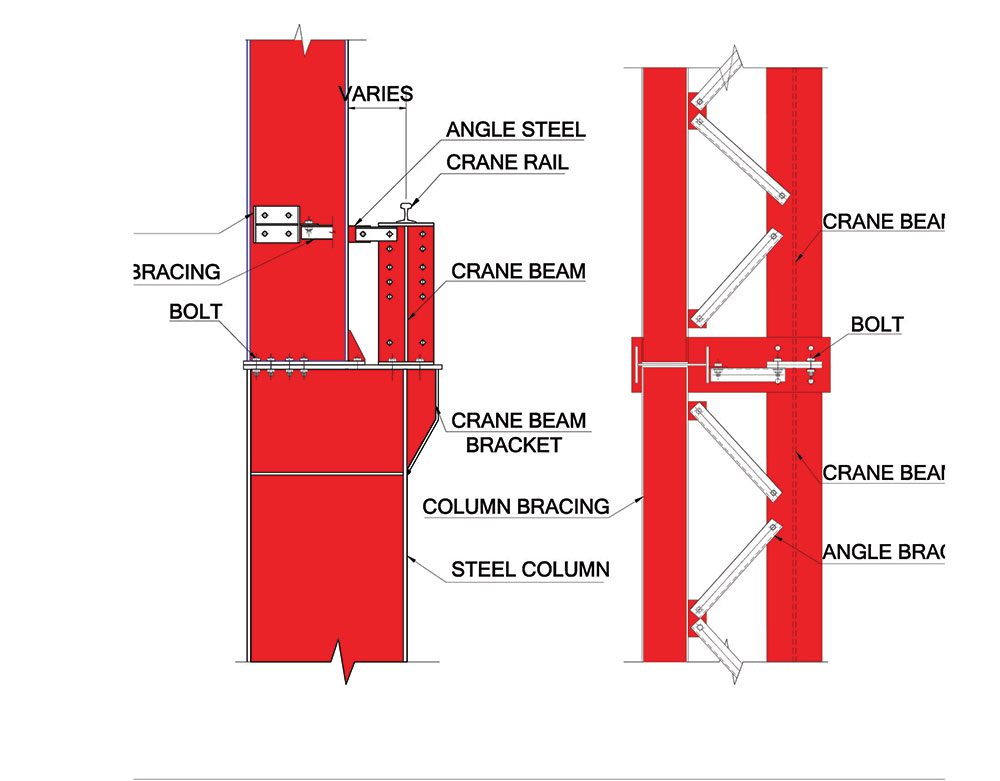 VARIES
ANGLE STEEL
CRANE RAIL
BRACING
CRANE BEAM
BOLT
CRANE BEAM
BRACKET
COLUMN BRACING
STEEL COLUMN
CRANE BEAM
BOLT
CRANE BEAM
ANGLE BRAC